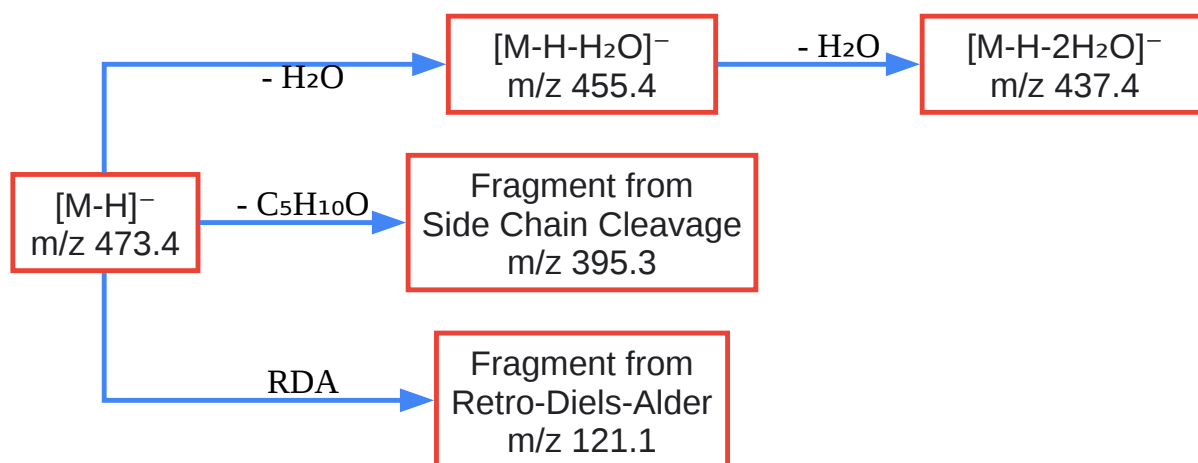 - H₂O
[M-H-H₂O]⁻
m/z 455.4
- H₂O
[M-H-2H₂O]⁻
m/z 437.4
[M-H]⁻
m/z 473.4
- C₅H₁₀O
Fragment from
Side Chain Cleavage
m/z 395.3
RDA
Fragment from
Retro-Diels-Alder
m/z 121.1